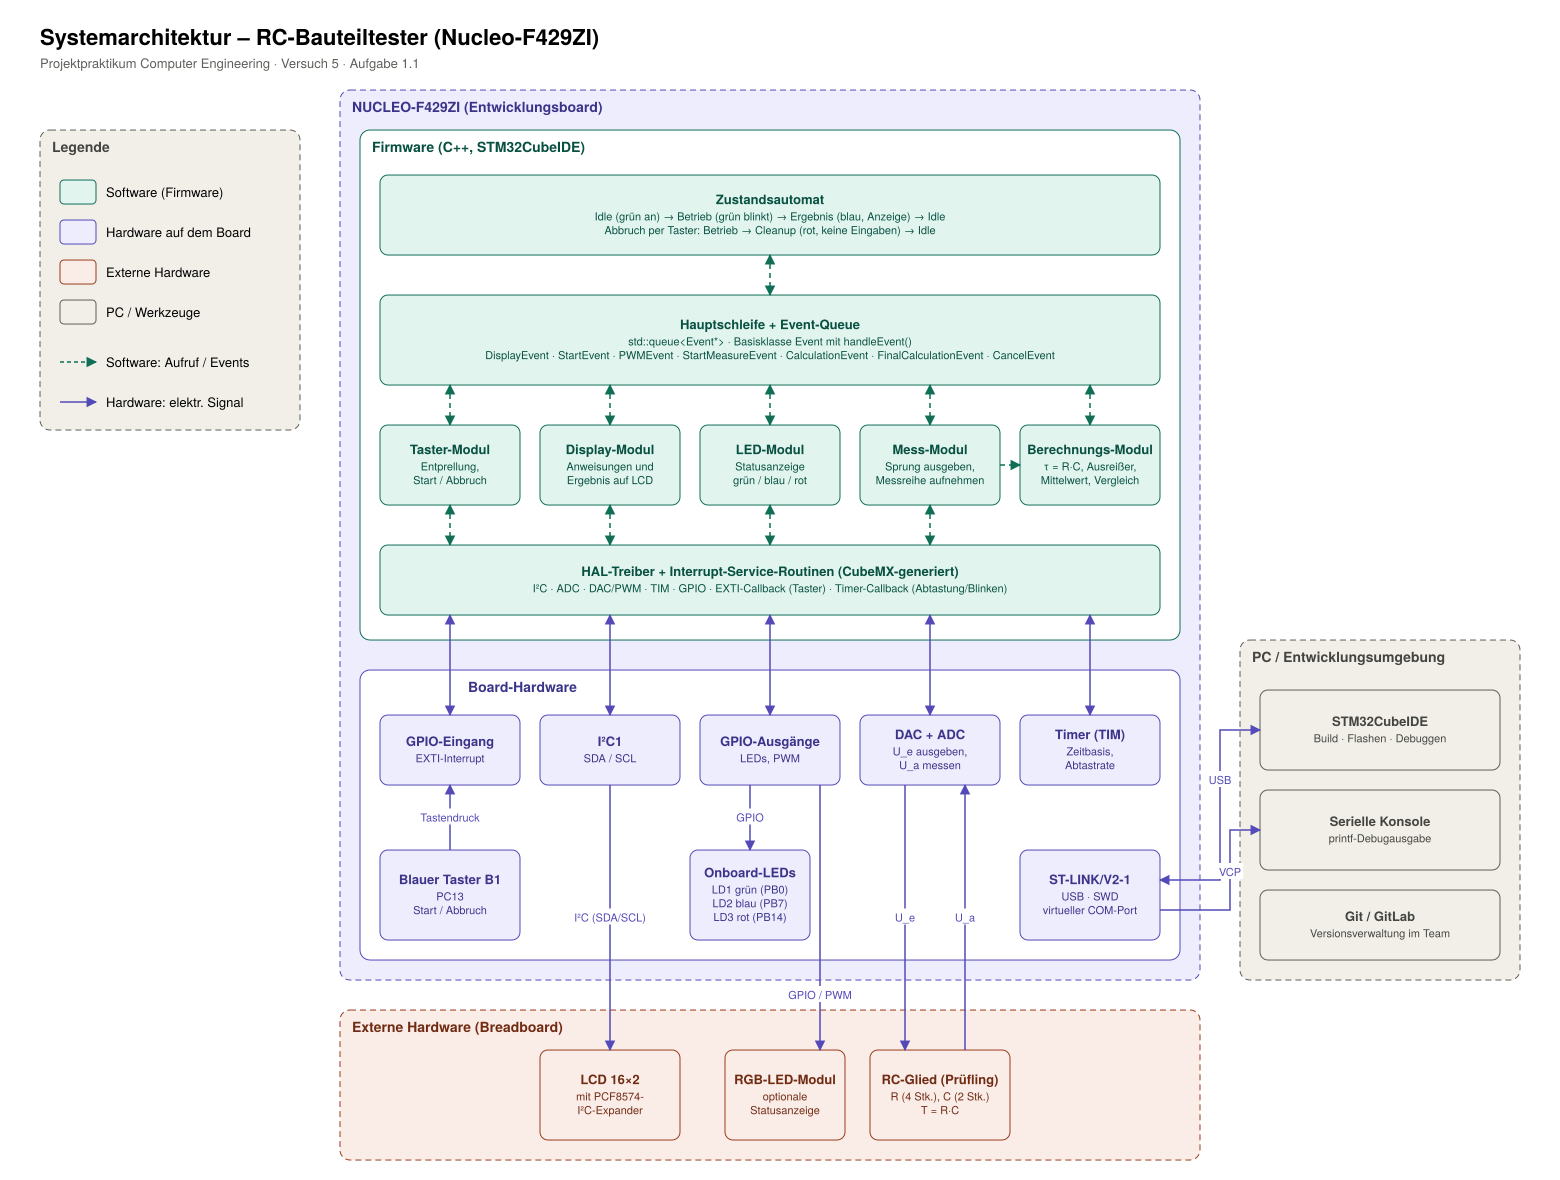 Systemarchitektur – RC-Bauteiltester (Nucleo-F429ZI)
Projektpraktikum Computer Engineering · Versuch 5 · Aufgabe 1.1
Legende
Software (Firmware)
Hardware auf dem Board
Externe Hardware
PC / Werkzeuge
Software: Aufruf / Events
Hardware: elektr. Signal
NUCLEO-F429ZI (Entwicklungsboard)
Firmware (C++, STM32CubeIDE)
Zustandsautomat
Idle (grün an) → Betrieb (grün blinkt) → Ergebnis (blau, Anzeige) → Idle
Abbruch per Taster: Betrieb → Cleanup (rot, keine Eingaben) → Idle
Hauptschleife + Event-Queue
std::queue<Event*> · Basisklasse Event mit handleEvent()
DisplayEvent · StartEvent · PWMEvent · StartMeasureEvent · CalculationEvent · FinalCalculationEvent · CancelEvent
Taster-Modul
Entprellung,
Start / Abbruch
Display-Modul
Anweisungen und
Ergebnis auf LCD
LED-Modul
Statusanzeige
grün / blau / rot
Mess-Modul
Sprung ausgeben,
Messreihe aufnehmen
Berechnungs-Modul
τ = R·C, Ausreißer,
Mittelwert, Vergleich
HAL-Treiber + Interrupt-Service-Routinen (CubeMX-generiert)
I²C · ADC · DAC/PWM · TIM · GPIO · EXTI-Callback (Taster) · Timer-Callback (Abtastung/Blinken)
Board-Hardware
GPIO-Eingang
EXTI-Interrupt
I²C1
SDA / SCL
GPIO-Ausgänge
LEDs, PWM
DAC + ADC
U_e ausgeben,
U_a messen
Timer (TIM)
Zeitbasis,
Abtastrate
Tastendruck
GPIO
Blauer Taster B1
PC13
Start / Abbruch
I²C (SDA/SCL)
Onboard-LEDs
LD1 grün (PB0)
LD2 blau (PB7)
LD3 rot (PB14)
U_e
U_a
ST-LINK/V2-1
USB · SWD
virtueller COM-Port
GPIO / PWM
USB
VCP
PC / Entwicklungsumgebung
STM32CubeIDE
Build · Flashen · Debuggen
Serielle Konsole
printf-Debugausgabe
Git / GitLab
Versionsverwaltung im Team
Externe Hardware (Breadboard)
LCD 16×2
mit PCF8574-
I²C-Expander
RGB-LED-Modul
optionale
Statusanzeige
RC-Glied (Prüfling)
R (4 Stk.), C (2 Stk.)
T = R·C